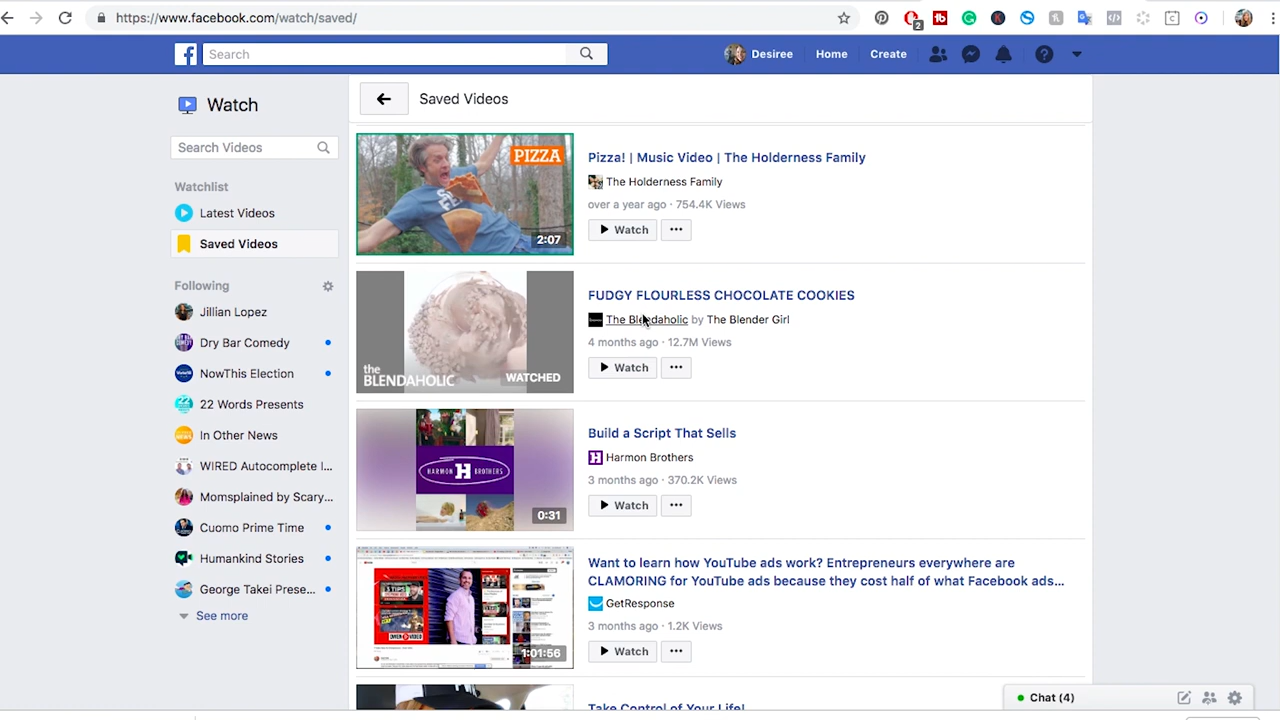 https://www.facebook.com/watch/saved/
2
Search
Desiree
Home
Create
Watch
Search Videos
Watchlist
Latest Videos
Saved Videos
Following
Jillian Lopez
Dry Bar Comedy
NowThis Election
22 Words Presents
In Other News
WIRED Autocomplete I...
Momsplained by Scary...
Cuomo Prime Time
Humankind Stories
George Takei Prese...
See more
Saved Videos
PIZZA
2:07
Pizza! | Music Video | The Holderness Family
The Holderness Family
over a year ago · 754.4K Views
Watch
the
BLENDAHOLIC
WATCHED
FUDGY FLOURLESS CHOCOLATE COOKIES
The Blendaholic by The Blender Girl
4 months ago · 12.7M Views
Watch
HARMON H BROTHERS
0:31
Build a Script That Sells
Harmon Brothers
3 months ago · 370.2K Views
Watch
1:01:56
Want to learn how YouTube ads work? Entrepreneurs everywhere are
CLAMORING for YouTube ads because they cost half of what Facebook ads...
GetResponse
3 months ago · 1.2K Views
Watch
Take Control of Your Life!
Chat (4)